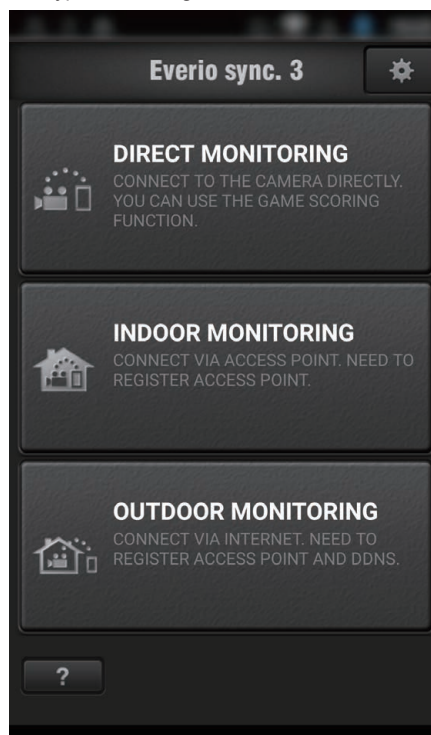 Everio sync. 3
DIRECT MONITORING
CONNECT TO THE CAMERA DIRECTLY.
YOU CAN USE THE GAME SCORING
FUNCTION.
INDOOR MONITORING
CONNECT VIA ACCESS POINT. NEED TO
REGISTER ACCESS POINT.
OUTDOOR MONITORING
CONNECT VIA INTERNET. NEED TO
REGISTER ACCESS POINT AND DDNS.
?